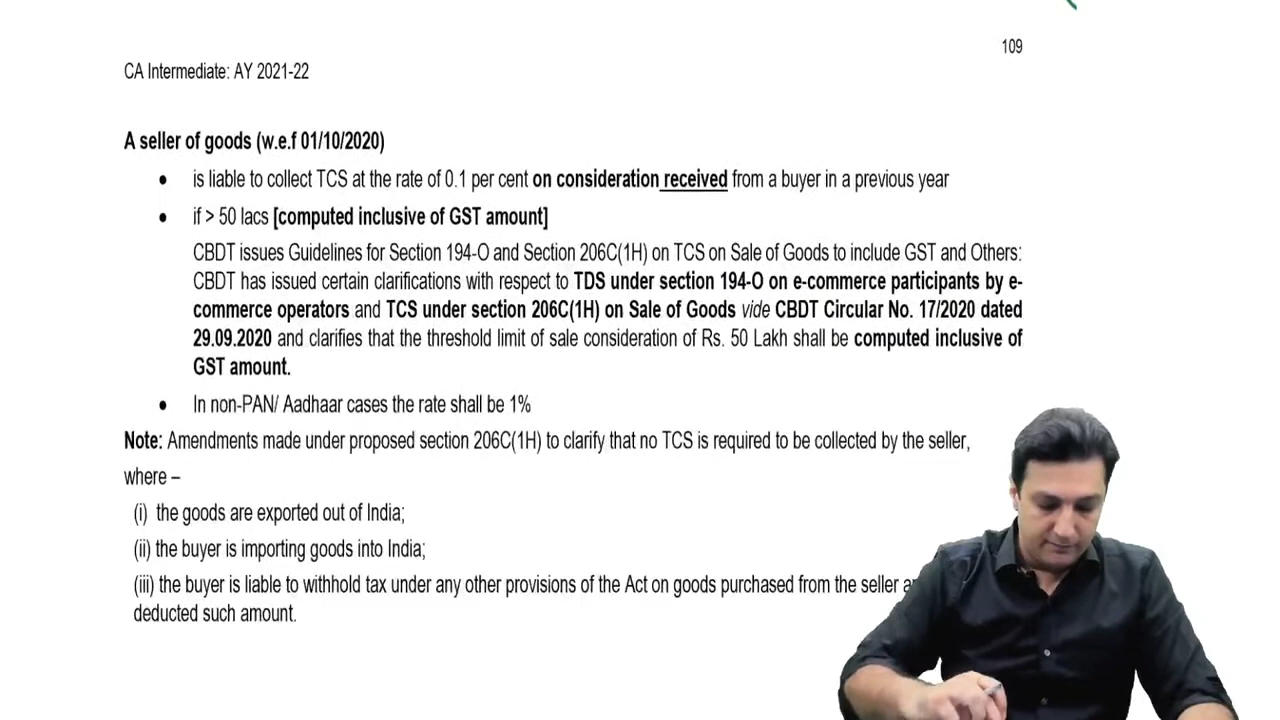 109
CA Intermediate: AY 2021-22
A seller of goods (w.e.f 01/10/2020)
• is liable to collect TCS at the rate of 0.1 per cent on consideration received from a buyer in a previous year
• if > 50 lacs [computed inclusive of GST amount]
CBDT issues Guidelines for Section 194-O and Section 206C(1H) on TCS on Sale of Goods to include GST and Others:
CBDT has issued certain clarifications with respect to TDS under section 194-O on e-commerce participants by e-
commerce operators and TCS under section 206C(1H) on Sale of Goods vide CBDT Circular No. 17/2020 dated
29.09.2020 and clarifies that the threshold limit of sale consideration of Rs. 50 Lakh shall be computed inclusive of
GST amount.
• In non-PAN/ Aadhaar cases the rate shall be 1%
Note: Amendments made under proposed section 206C(1H) to clarify that no TCS is required to be collected by the seller,
where –
(i) the goods are exported out of India;
(ii) the buyer is importing goods into India;
(iii) the buyer is liable to withhold tax under any other provisions of the Act on goods purchased from the seller
deducted such amount.